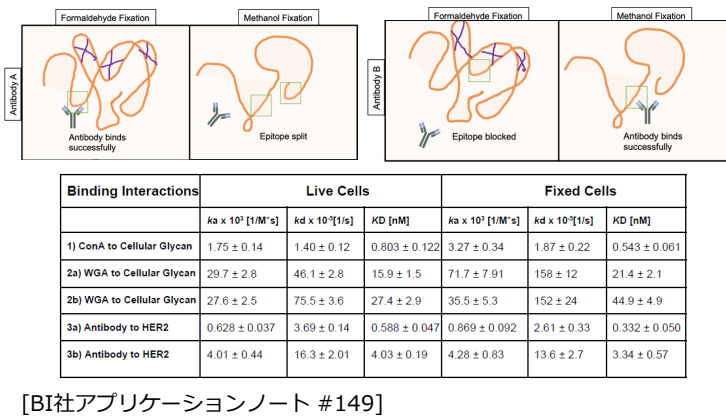 Formaldehyde Fixation
Methanol Fixation
Antibody A
Antibody binds
successfully
Epitope split
Formaldehyde Fixation
Methanol Fixation
Antibody B
Epitope blocked
Antibody binds
successfully
Binding Interactions Live Cells Fixed Cells
ka x 10³ [1/M*s] kd x 10⁻⁵[1/s] KD [nM] ka x 10³ [1/M*s] kd x 10⁻⁵[1/s] KD [nM]
1) ConA to Cellular Glycan 1.75 ± 0.14 1.40 ± 0.12 0.803 ± 0.122 3.27 ± 0.34 1.87 ± 0.22 0.543 ± 0.061
2a) WGA to Cellular Glycan 29.7 ± 2.8 46.1 ± 2.8 15.9 ± 1.5 71.7 ± 7.91 158 ± 12 21.4 ± 2.1
2b) WGA to Cellular Glycan 27.6 ± 2.5 75.5 ± 3.6 27.4 ± 2.9 35.5 ± 5.3 152 ± 24 44.9 ± 4.9
3a) Antibody to HER2 0.628 ± 0.037 3.69 ± 0.14 0.588 ± 0.047 0.869 ± 0.092 2.61 ± 0.33 0.332 ± 0.050
3b) Antibody to HER2 4.01 ± 0.44 16.3 ± 2.01 4.03 ± 0.19 4.28 ± 0.83 13.6 ± 2.7 3.34 ± 0.57
[BI社アプリケーションノート #149]